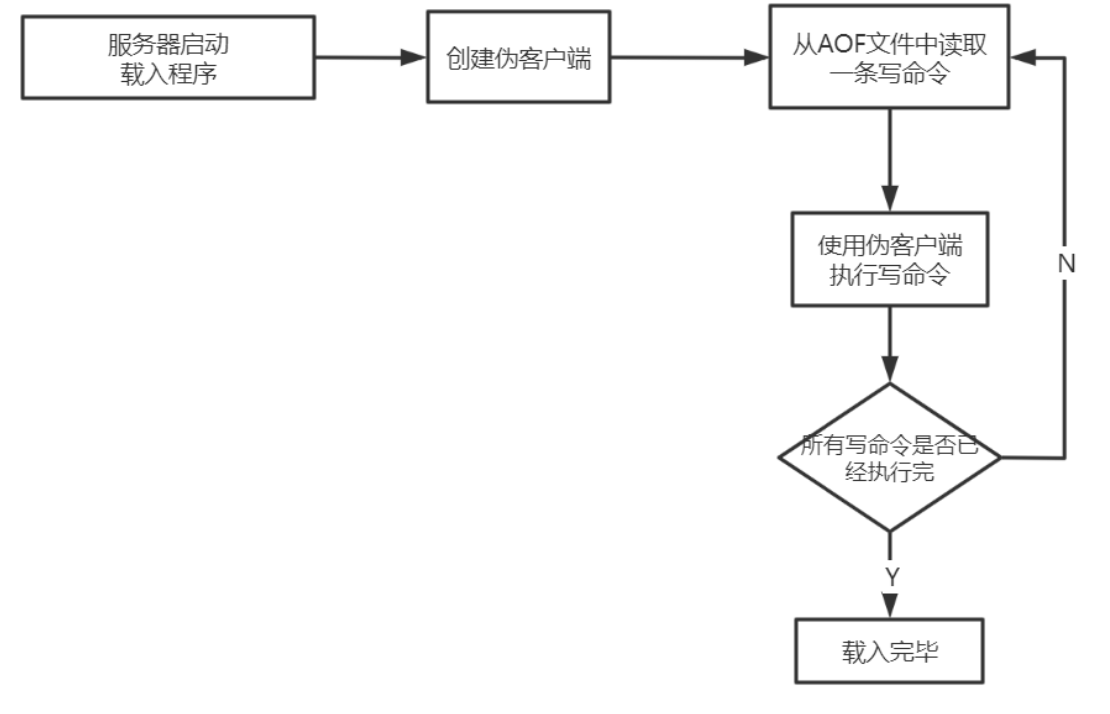 服务器启动
载入程序
创建伪客户端
从AOF文件中读取
一条写命令
使用伪客户端
执行写命令
N
所有写命令是否已
经执行完
Y
载入完毕